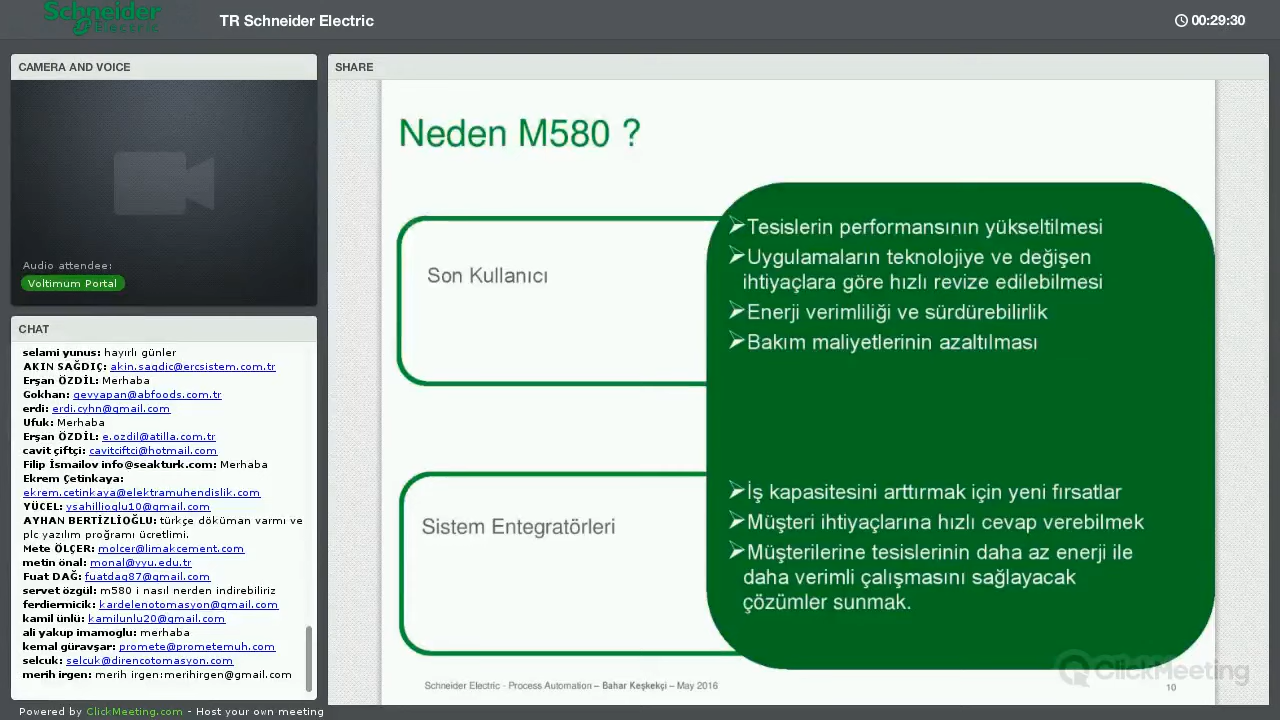 Schneider
Electric
TR Schneider Electric
00:29:30
CAMERA AND VOICE
Audio attendee:
Voltimum Portal
CHAT
selami yunus: hayırlı günler
AKIN SAĞDIÇ: akin.sagdic@ercsistem.com.tr
Erşan ÖZDİL: Merhaba
Gokhan: gevyapan@abfoods.com.tr
erdi: erdi.cyhn@gmail.com
Ufuk: Merhaba
Erşan ÖZDİL: e.ozdil@atilla.com.tr
cavit çiftçi: cavitciftci@hotmail.com
Filip İsmailov info@seakturk.com: Merhaba
Ekrem Çetinkaya:
ekrem.cetinkaya@elektramuhendislik.com
YÜCEL: ysahillioglu10@gmail.com
AYHAN BERTİZLİOĞLU: türkçe döküman varmı ve
plc yazılım proğramı ücretlimi.
Mete ÖLÇER: molcer@limakcement.com
metin önal: monal@yyu.edu.tr
Fuat DAĞ: fuatdag87@gmail.com
servet özgül: m580 i nasıl nerden indirebiliriz
ferdiermicik: kardelenotomasyon@gmail.com
kamil ünlü: kamilunlu20@gmail.com
ali yakup imamoglu: merhaba
kemal güravşar: promete@prometemuh.com
selcuk: selcuk@direncotomasyon.com
merih irgen: merih irgen:merihirgen@gmail.com
Powered by ClickMeeting.com - Host your own meeting
SHARE
Neden M580 ?
Son Kullanıcı
➢Tesislerin performansının yükseltilmesi
➢Uygulamaların teknolojiye ve değişen
ihtiyaçlara göre hızlı revize edilebilmesi
➢Enerji verimliliği ve sürdürebilirlik
➢Bakım maliyetlerinin azaltılması
Sistem Entegratörleri
➢İş kapasitesini arttırmak için yeni fırsatlar
➢Müşteri ihtiyaçlarına hızlı cevap verebilmek
➢Müşterilerine tesislerinin daha az enerji ile
daha verimli çalışmasını sağlayacak
çözümler sunmak.
ClickMeeting
Schneider Electric - Process Automation – Bahar Keşkekçi – May 2016
10